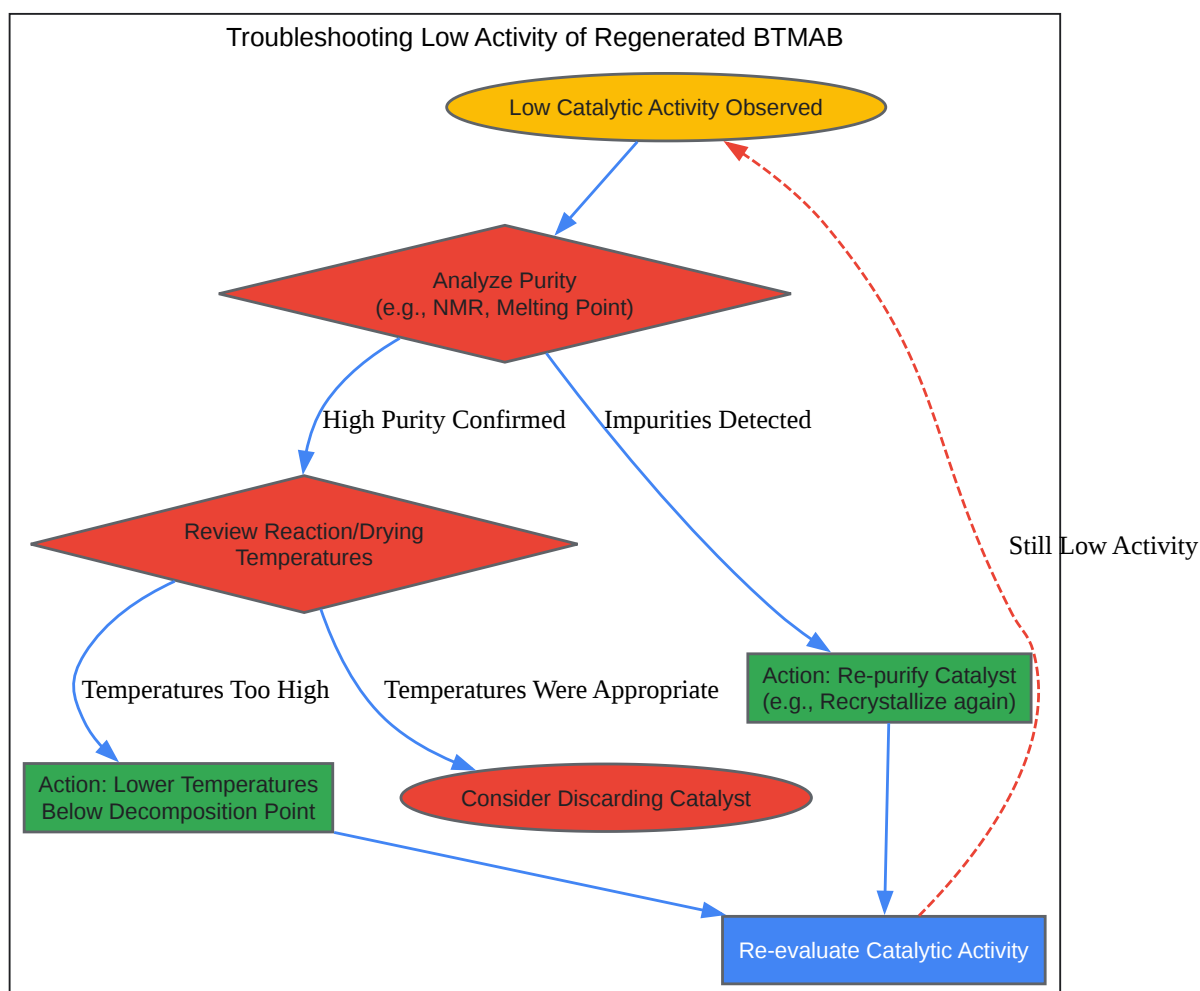 Troubleshooting Low Activity of Regenerated BTMAB
Low Catalytic Activity Observed
Analyze Purity
(e.g., NMR, Melting Point)
High Purity Confirmed
Impurities Detected
Review Reaction/Drying
Temperatures
Still Low Activity
Temperatures Too High
Temperatures Were Appropriate
Action: Re-purify Catalyst
(e.g., Recrystallize again)
Action: Lower Temperatures
Below Decomposition Point
Consider Discarding Catalyst
Re-evaluate Catalytic Activity